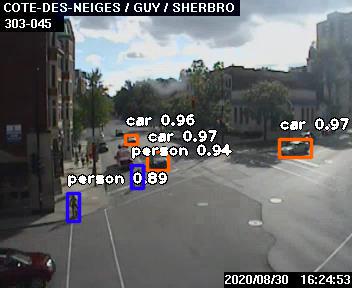 COTE-DES-NEIGES / GUY / SHERBRO
303-045
car 0.96
car 0.97
car 0.97
person 0.94
person 0.89
2020/08/30 16:24:53